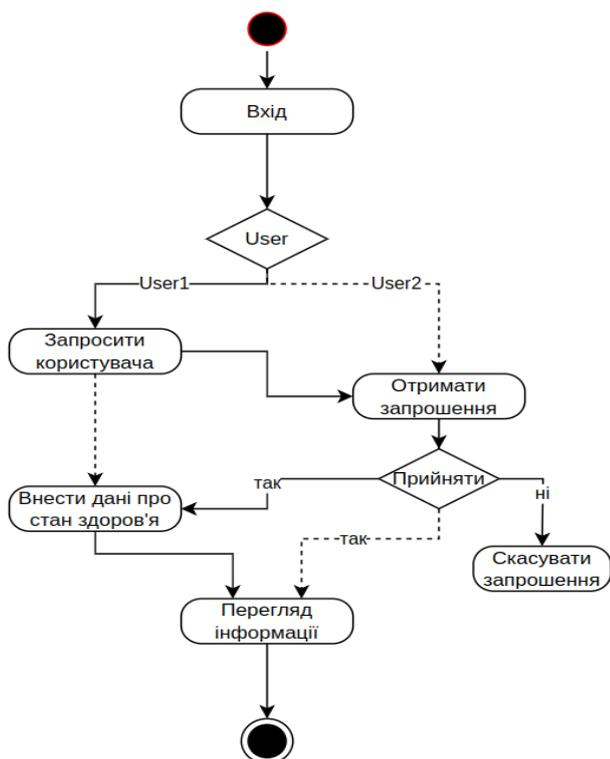 Вхід
User
User1
User2
Запросити
користувача
Отримати
запрошення
Прийняти
так
ні
Внести дані про
стан здоров'я
так
Скасувати
запрошення
Перегляд
інформації